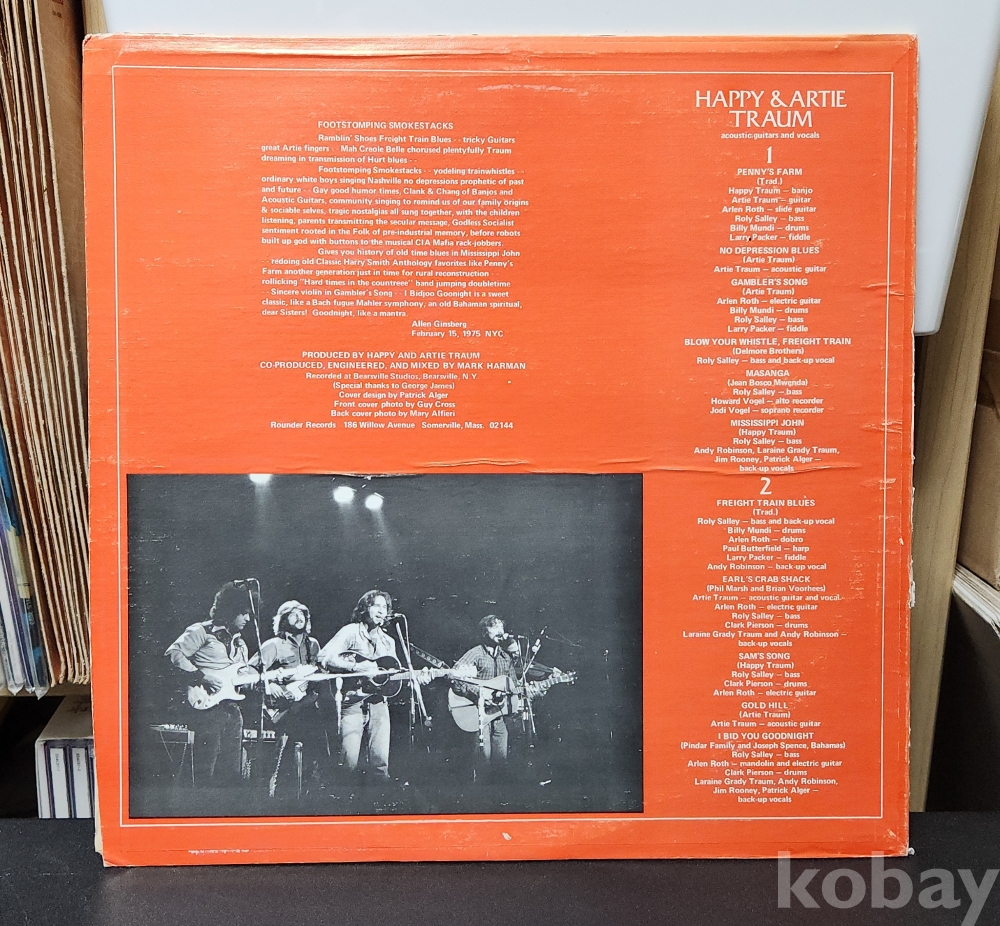 FOOTSTOMPING SMOKESTACKS
Ramblin' Shoes Freight Train Blues - - tricky Guitars
great Artie fingers - - Mah Creole Belle chorused plentyfully Traum
dreaming in transmission of Hurt blues - -
Footstomping Smokestacks - - yodeling trainwhistles - -
ordinary white boys singing Nashville no depressions prophetic of past
and future - - Gay good humor times, Clank & Chang of Banjos and
Acoustic Guitars, community singing to remind us of our family origins
& sociable selves, tragic nostalgias all sung together, with the children
listening, parents transmitting the secular message, Godless Socialist
sentiment rooted in the Folk of pre-industrial memory, before robots
built up god with buttons to the musical CIA Mafia rack-jobbers.
Gives you history of old time blues in Mississippi John
- - redoing old Classic Harry Smith Anthology favorites like Penny's
Farm another generation just in time for rural reconstruction - -
rollicking "Hard times in the countree" band jumping doubletime
- - Sincere violin in Gambler's Song - - I Bidjoo Goonight is a sweet
classic, like a Bach fugue Mahler symphony, an old Bahaman spiritual,
dear Sisters! Goodnight, like a mantra.
Allen Ginsberg
February 15, 1975 NYC
PRODUCED BY HAPPY AND ARTIE TRAUM
CO-PRODUCED, ENGINEERED, AND MIXED BY MARK HARMAN
Recorded at Bearsville Studios, Bearsville, N.Y.
(Special thanks to George James)
Cover design by Patrick Alger
Front cover photo by Guy Cross
Back cover photo by Mary Alfieri
Rounder Records 186 Willow Avenue Somerville, Mass. 02144
HAPPY & ARTIE
TRAUM
acoustic guitars and vocals
1
PENNY'S FARM
(Trad.)
Happy Traum – banjo
Artie Traum – guitar
Arlen Roth – slide guitar
Roly Salley – bass
Billy Mundi – drums
Larry Packer – fiddle
NO DEPRESSION BLUES
(Artie Traum)
Artie Traum – acoustic guitar
GAMBLER'S SONG
(Artie Traum)
Arlen Roth – electric guitar
Billy Mundi – drums
Roly Salley – bass
Larry Packer – fiddle
BLOW YOUR WHISTLE, FREIGHT TRAIN
(Delmore Brothers)
Roly Salley – bass and back-up vocal
MASANGA
(Jean Bosco Mwenda)
Roly Salley – bass
Howard Vogel – alto recorder
Jodi Vogel – soprano recorder
MISSISSIPPI JOHN
(Happy Traum)
Roly Salley – bass
Andy Robinson, Laraine Grady Traum,
Jim Rooney, Patrick Alger –
back-up vocals
2
FREIGHT TRAIN BLUES
(Trad.)
Roly Salley – bass and back-up vocal
Billy Mundi – drums
Arlen Roth – dobro
Paul Butterfield – harp
Larry Packer – fiddle
Andy Robinson – back-up vocal
EARL'S CRAB SHACK
(Phil Marsh and Brian Voorhees)
Artie Traum – acoustic guitar and vocal
Arlen Roth – electric guitar
Roly Salley – bass
Clark Pierson – drums
Laraine Grady Traum and Andy Robinson –
back-up vocals
SAM'S SONG
(Happy Traum)
Roly Salley – bass
Clark Pierson – drums
Arlen Roth – electric guitar
GOLD HILL
(Artie Traum)
Artie Traum – acoustic guitar
I BID YOU GOODNIGHT
(Pindar Family and Joseph Spence, Bahamas)
Roly Salley – bass
Arlen Roth – mandolin and electric guitar
Clark Pierson – drums
Laraine Grady Traum, Andy Robinson,
Jim Rooney, Patrick Alger –
back-up vocals
kobay